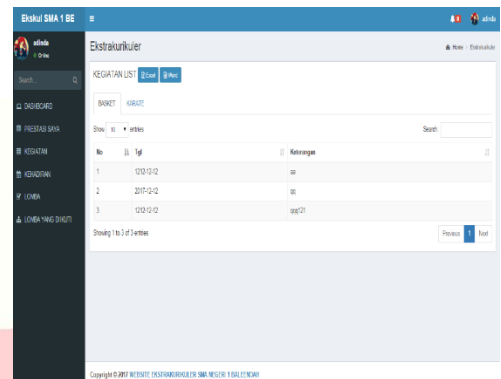 Ekskul SMA 1 BE
adinda
adinda
Online
Ekstrakurikuler
Home > Ekstrakurikuler
Search...
KEGIATAN LIST Excel Word
DASHBOARD
BASKET KARATE
PRESTASI SAYA
Show 10 entries
Search:
KEGIATAN
No Tgl Keterangan
KEHADIRAN
1 1212-12-12
LOMBA
2 2017-12-12
LOMBA YANG DIIKUTI
3 1212-12-12
Showing 1 to 3 of 3 entries
Previous 1 Next
Copyright © 2017 WEBSITE EKSTRAKURIKULER SMA NEGERI 1 BALEENDAH